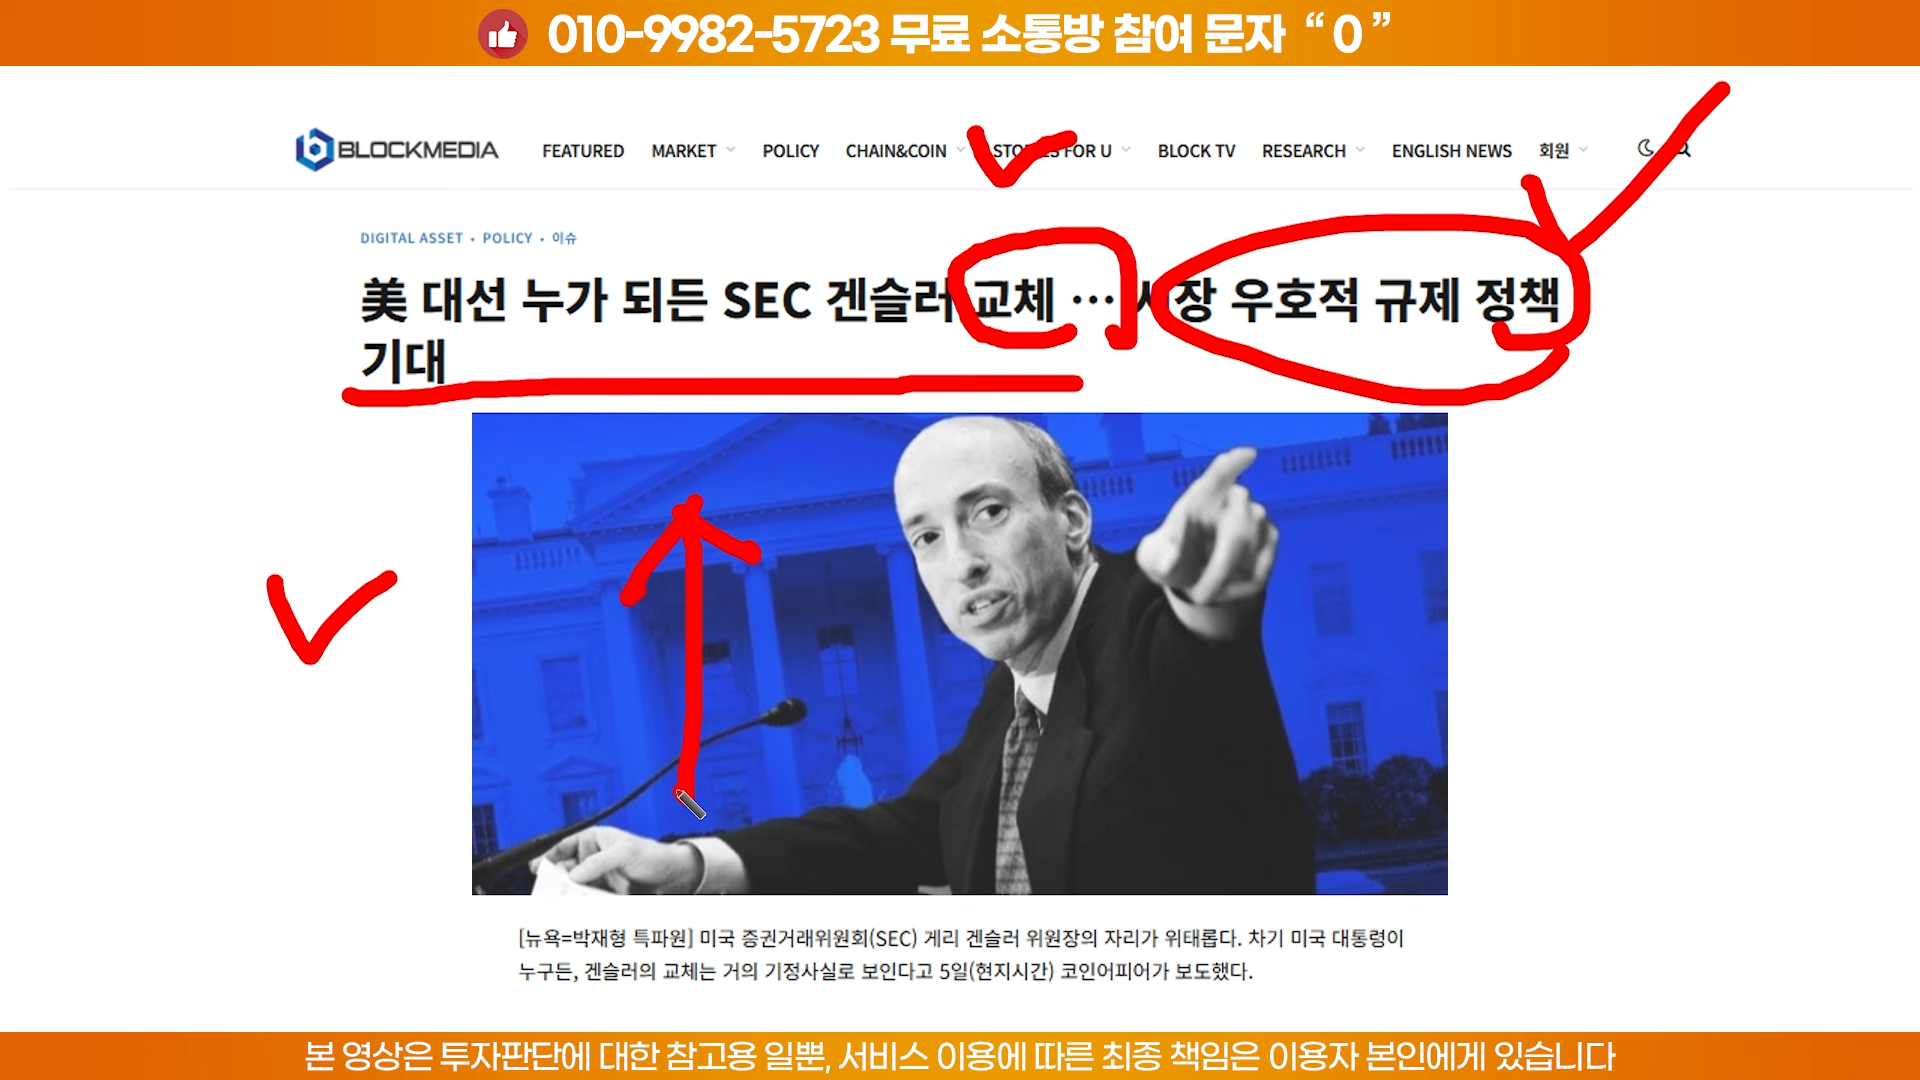 010-9982-5723 무료 소통방 참여 문자 “ 0 ”
BLOCKMEDIA
FEATURED MARKET POLICY CHAIN&COIN STORIES FOR U BLOCK TV RESEARCH ENGLISH NEWS 회원
DIGITAL ASSET • POLICY • 이슈
美 대선 누가 되든 SEC 겐슬러 교체 … 시장 우호적 규제 정책
기대
[뉴욕=박재형 특파원] 미국 증권거래위원회(SEC) 게리 겐슬러 위원장의 자리가 위태롭다. 차기 미국 대통령이
누구든, 겐슬러의 교체는 거의 기정사실로 보인다고 5일(현지시간) 코인어피어가 보도했다.
본 영상은 투자판단에 대한 참고용 일뿐, 서비스 이용에 따른 최종 책임은 이용자 본인에게 있습니다